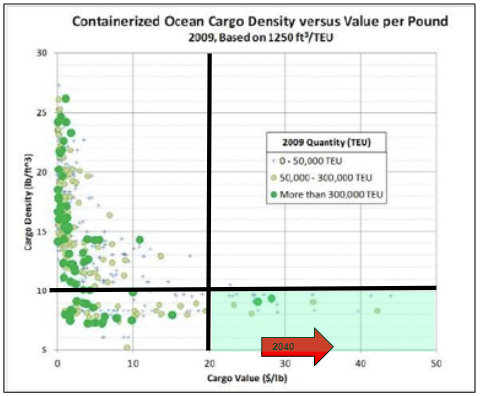 Containerized Ocean Cargo Density versus Value per Pound
2009, Based on 1250 ft³/TEU
Cargo Density (lb/ft^3)
30
25
20
15
10
5
2009 Quantity (TEU)
0 - 50,000 TEU
50,000 - 300,000 TEU
More than 300,000 TEU
2040
0 10 20 30 40 50
Cargo Value ($/lb)